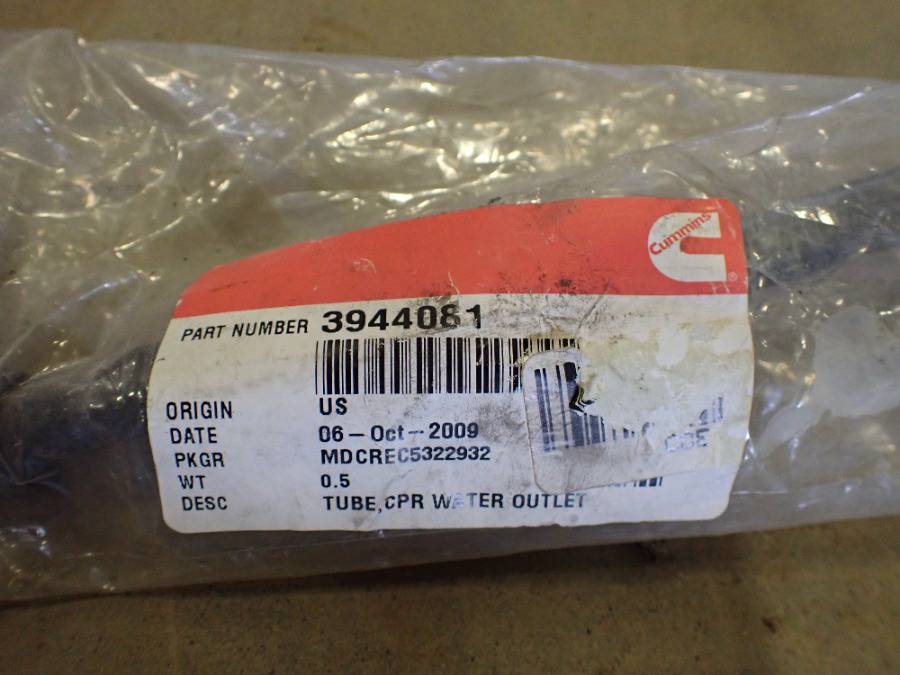 Cummins
®
PART NUMBER 3944081
ORIGIN US
DATE 06-Oct-2009
PKGR MDCREC5322932
WT 0.5
DESC TUBE,CPR WATER OUTLET